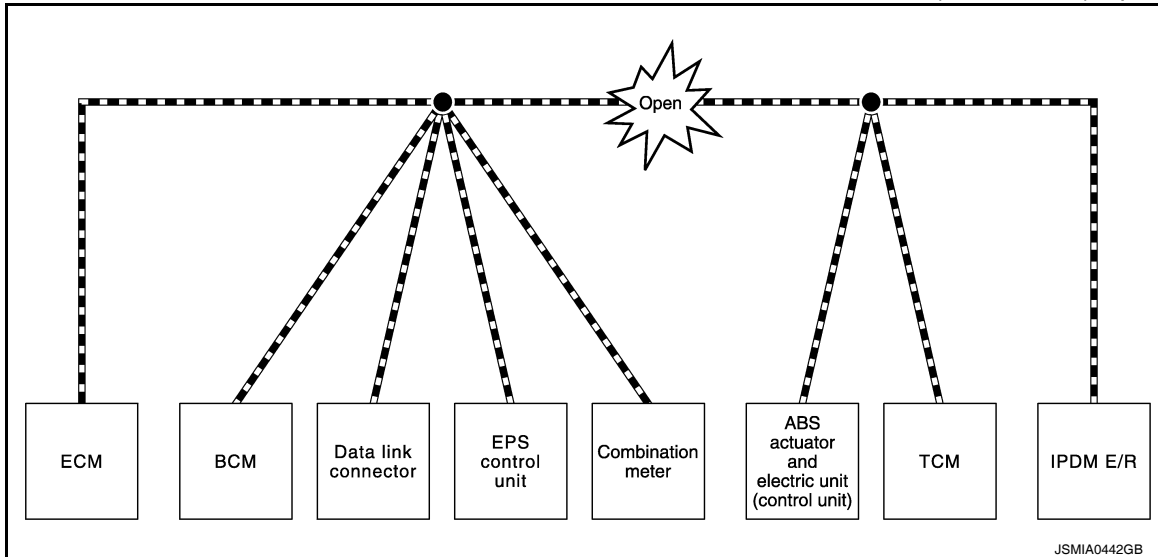 Open
ECM
BCM
Data link
connector
EPS
control
unit
Combination
meter
ABS
actuator
and
electric unit
(control unit)
TCM
IPDM E/R
JSMIA0442GB